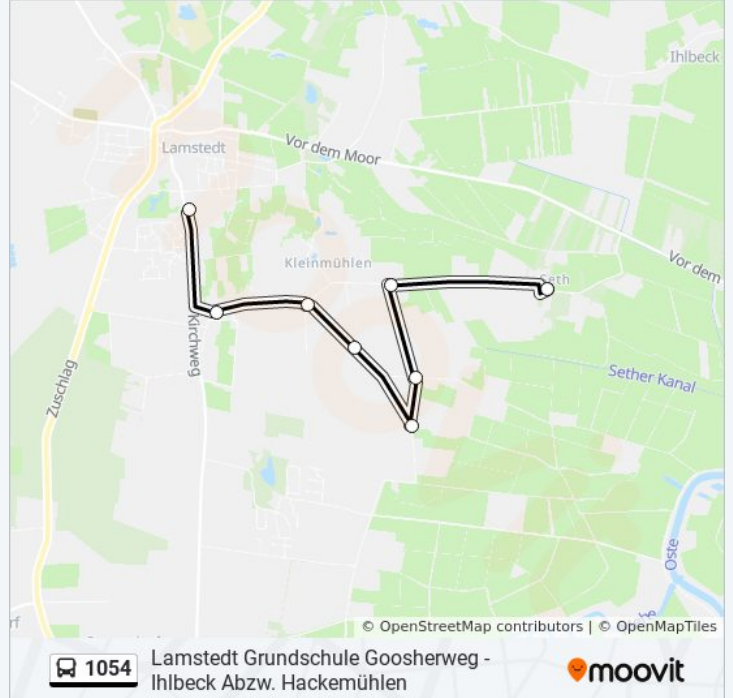 Ihlbeck
Lamstedt
Vor dem Moor
Kleinmühlen
Seth
Vor dem
Kirchweg
Zuschlag
Sether Kanal
Oste
© OpenStreetMap contributors | © OpenMapTiles
1054
Lamstedt Grundschule Goosherweg -
Ihlbeck Abzw. Hackemühlen
moovit